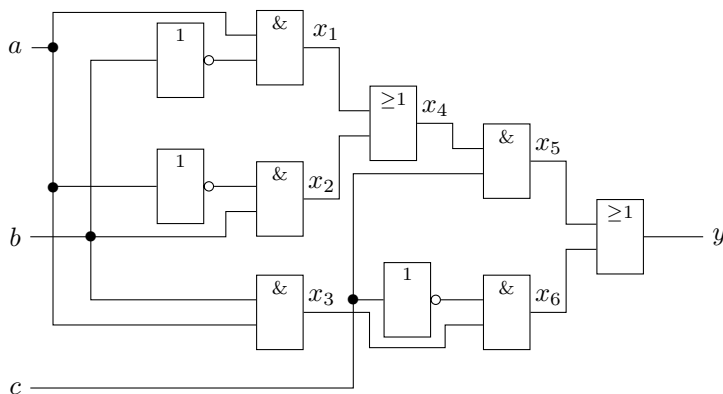 & x₁
a 1
≥1 x₄
& x₅
1 & x₂
≥1 y
b
1 & x₆
& x₃
c